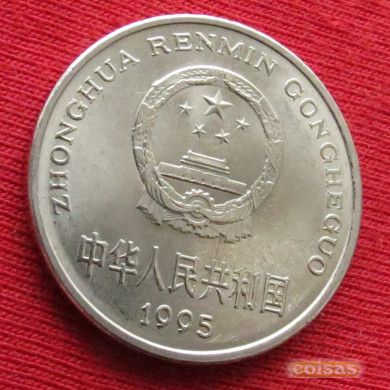 ZHONGHUA RENMIN GONGHEGUO
中华人民共和国
1995
coisas